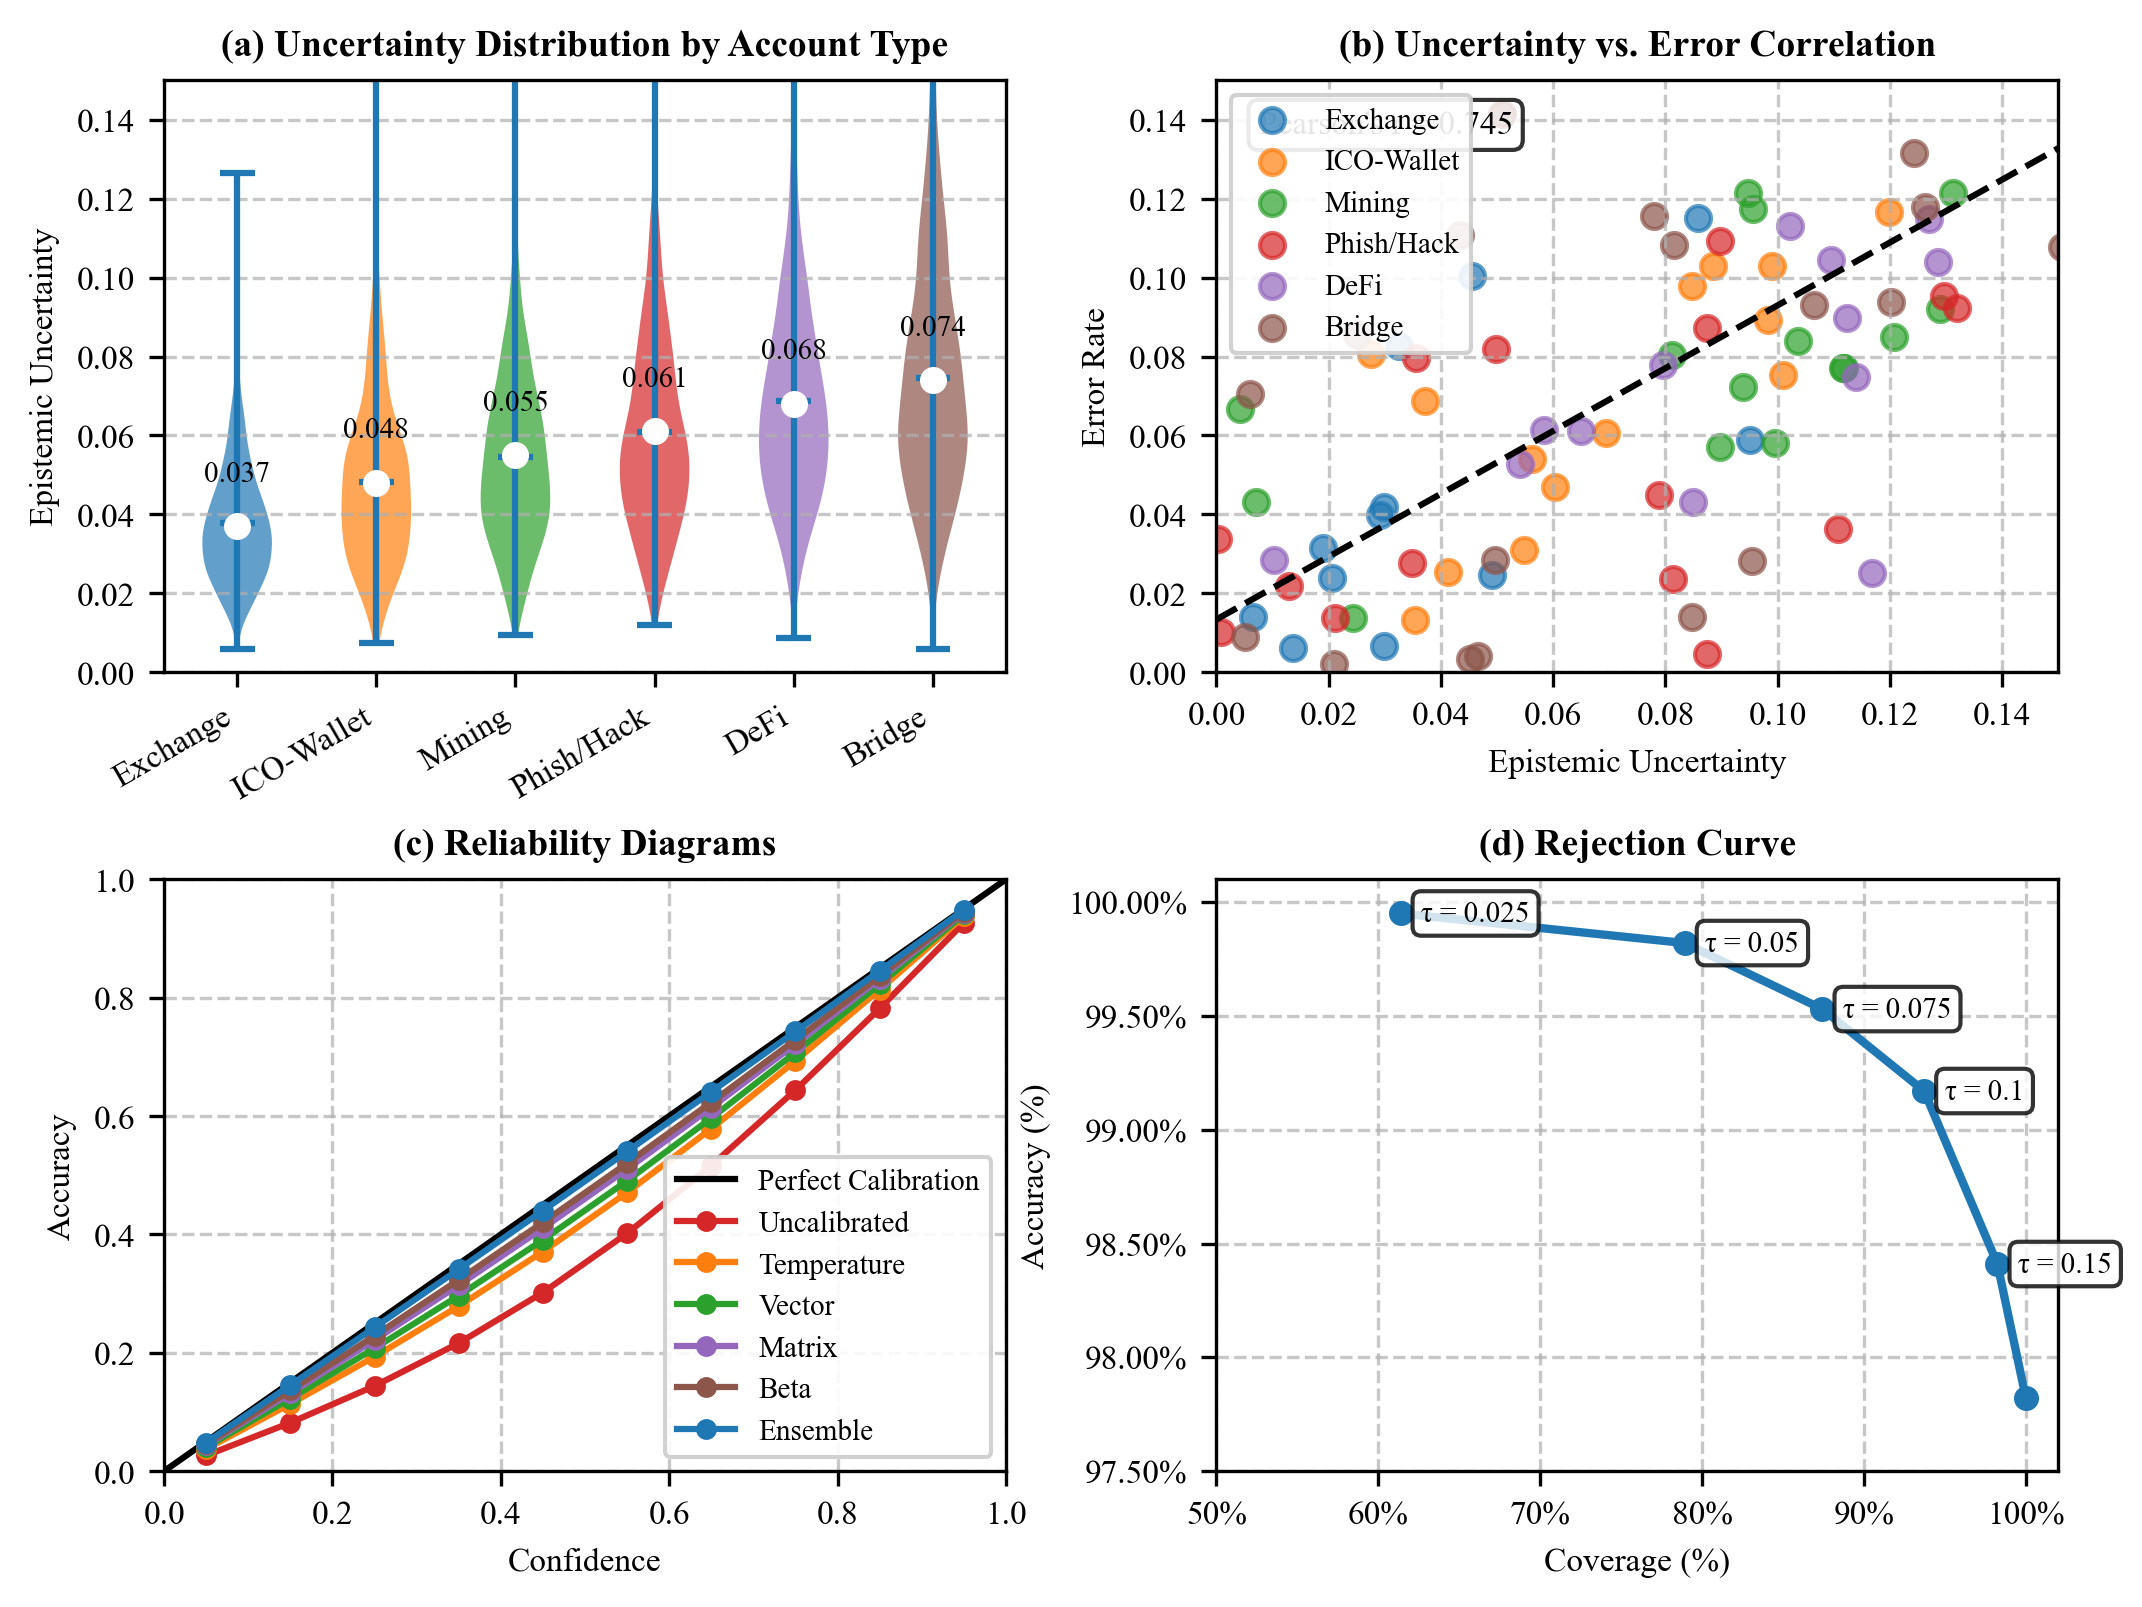 (a) Uncertainty Distribution by Account Type
Epistemic Uncertainty
0.14
0.12
0.10
0.08
0.06
0.04
0.02
0.00
0.037
0.048
0.055
0.061
0.068
0.074
Exchange
ICO-Wallet
Mining
Phish/Hack
DeFi
Bridge
(b) Uncertainty vs. Error Correlation
Error Rate
0.14
0.12
0.10
0.08
0.06
0.04
0.02
0.00
0.745
Exchange
ICO-Wallet
Mining
Phish/Hack
DeFi
Bridge
0.00 0.02 0.04 0.06 0.08 0.10 0.12 0.14
Epistemic Uncertainty
(c) Reliability Diagrams
Accuracy
1.0
0.8
0.6
0.4
0.2
0.0
Perfect Calibration
Uncalibrated
Temperature
Vector
Matrix
Beta
Ensemble
0.0 0.2 0.4 0.6 0.8 1.0
Confidence
(d) Rejection Curve
Accuracy (%)
100.00%
99.50%
99.00%
98.50%
98.00%
97.50%
τ = 0.025
τ = 0.05
τ = 0.075
τ = 0.1
τ = 0.15
50% 60% 70% 80% 90% 100%
Coverage (%)